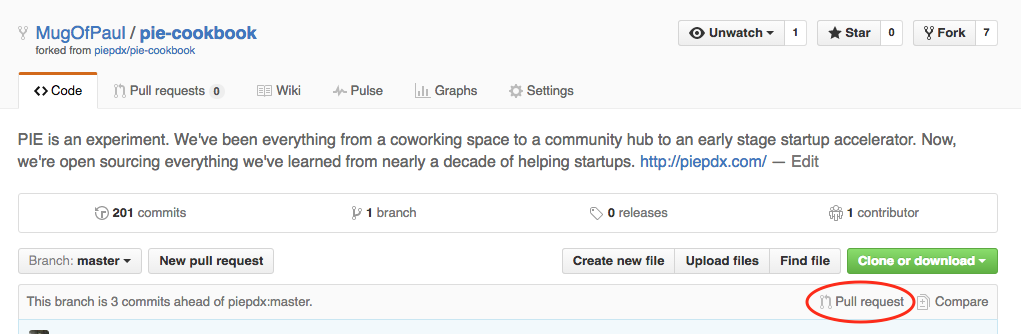 MugOfPaul / pie-cookbook
forked from piepdx/pie-cookbook
Unwatch 1 Star 0 Fork 7
Code Pull requests 0 Wiki Pulse Graphs Settings
PIE is an experiment. We've been everything from a coworking space to a community hub to an early stage startup accelerator. Now,
we're open sourcing everything we've learned from nearly a decade of helping startups. http://piepdx.com/ — Edit
201 commits 1 branch 0 releases 1 contributor
Branch: master New pull request Create new file Upload files Find file Clone or download
This branch is 3 commits ahead of piepdx:master. Pull request Compare